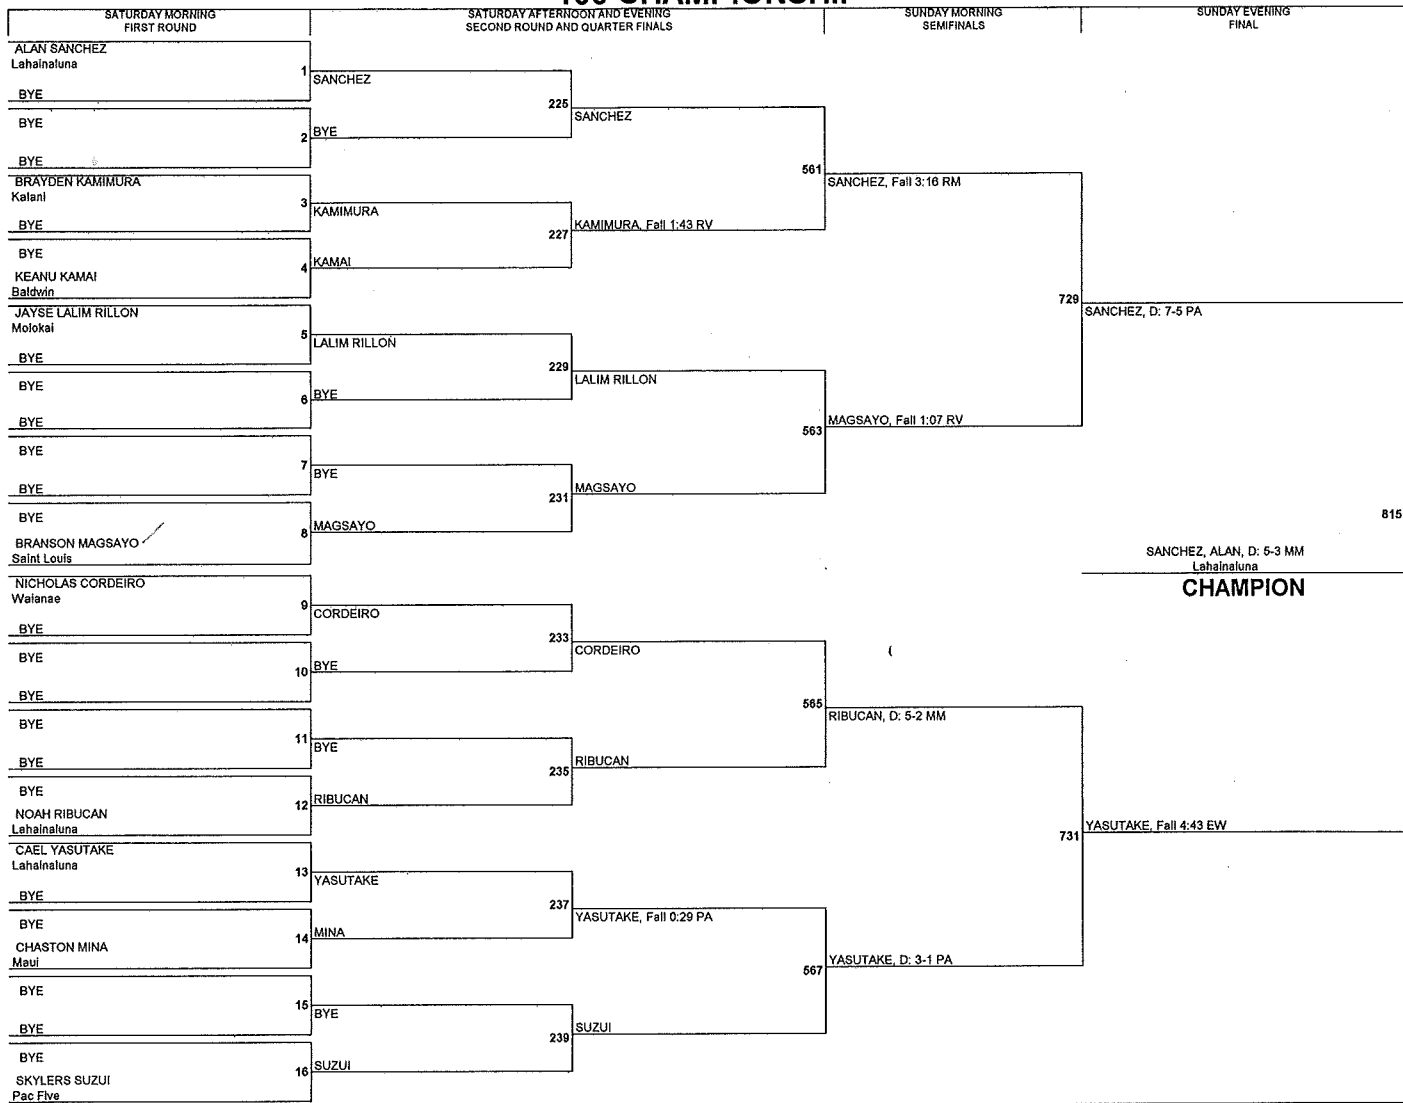 SATURDAY MORNING
FIRST ROUND
SATURDAY AFTERNOON AND EVENING
SECOND ROUND AND QUARTER FINALS
SUNDAY MORNING
SEMIFINALS
SUNDAY EVENING
FINAL
ALAN SANCHEZ
Lahainaluna
BYE
1
BYE
BYE
2
BRAYDEN KAMIMURA
Kalani
BYE
3
BYE
KEANU KAMAI
Baldwin
4
JAYSE LALIM RILLON
Molokai
BYE
5
BYE
BYE
6
BYE
BYE
7
BYE
BRANSON MAGSAYO
Saint Louis
8
NICHOLAS CORDEIRO
Waianae
BYE
9
BYE
BYE
10
BYE
BYE
11
BYE
NOAH RIBUCAN
Lahainaluna
12
CAEL YASUTAKE
Lahainaluna
BYE
13
BYE
CHASTON MINA
Maui
14
BYE
BYE
15
BYE
SKYLERS SUZUI
Pac Five
16
SANCHEZ
BYE
225
KAMIMURA
KAMAI
227
LALIM RILLON
BYE
229
BYE
MAGSAYO
231
CORDEIRO
BYE
233
BYE
RIBUCAN
235
YASUTAKE
MINA
237
BYE
SUZUI
239
SANCHEZ
KAMIMURA, Fall 1:43 RV
561
LALIM RILLON
MAGSAYO
563
CORDEIRO
RIBUCAN
565
YASUTAKE, Fall 0:29 PA
SUZUI
567
SANCHEZ, Fall 3:16 RM
MAGSAYO, Fall 1:07 RV
729
RIBUCAN, D: 5-2 MM
YASUTAKE, D: 3-1 PA
731
SANCHEZ, D: 7-5 PA
815
SANCHEZ, ALAN, D: 5-3 MM
Lahainaluna
CHAMPION
YASUTAKE, Fall 4:43 EW